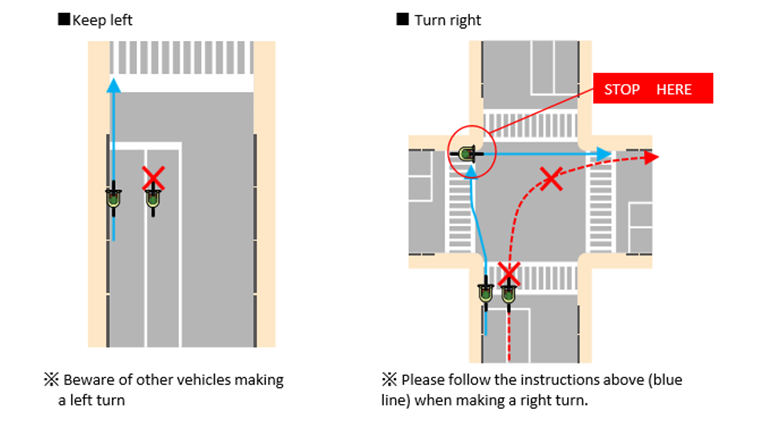 ■Keep left
■ Turn right
STOP HERE
※ Beware of other vehicles making
a left turn
※ Please follow the instructions above (blue
line) when making a right turn.